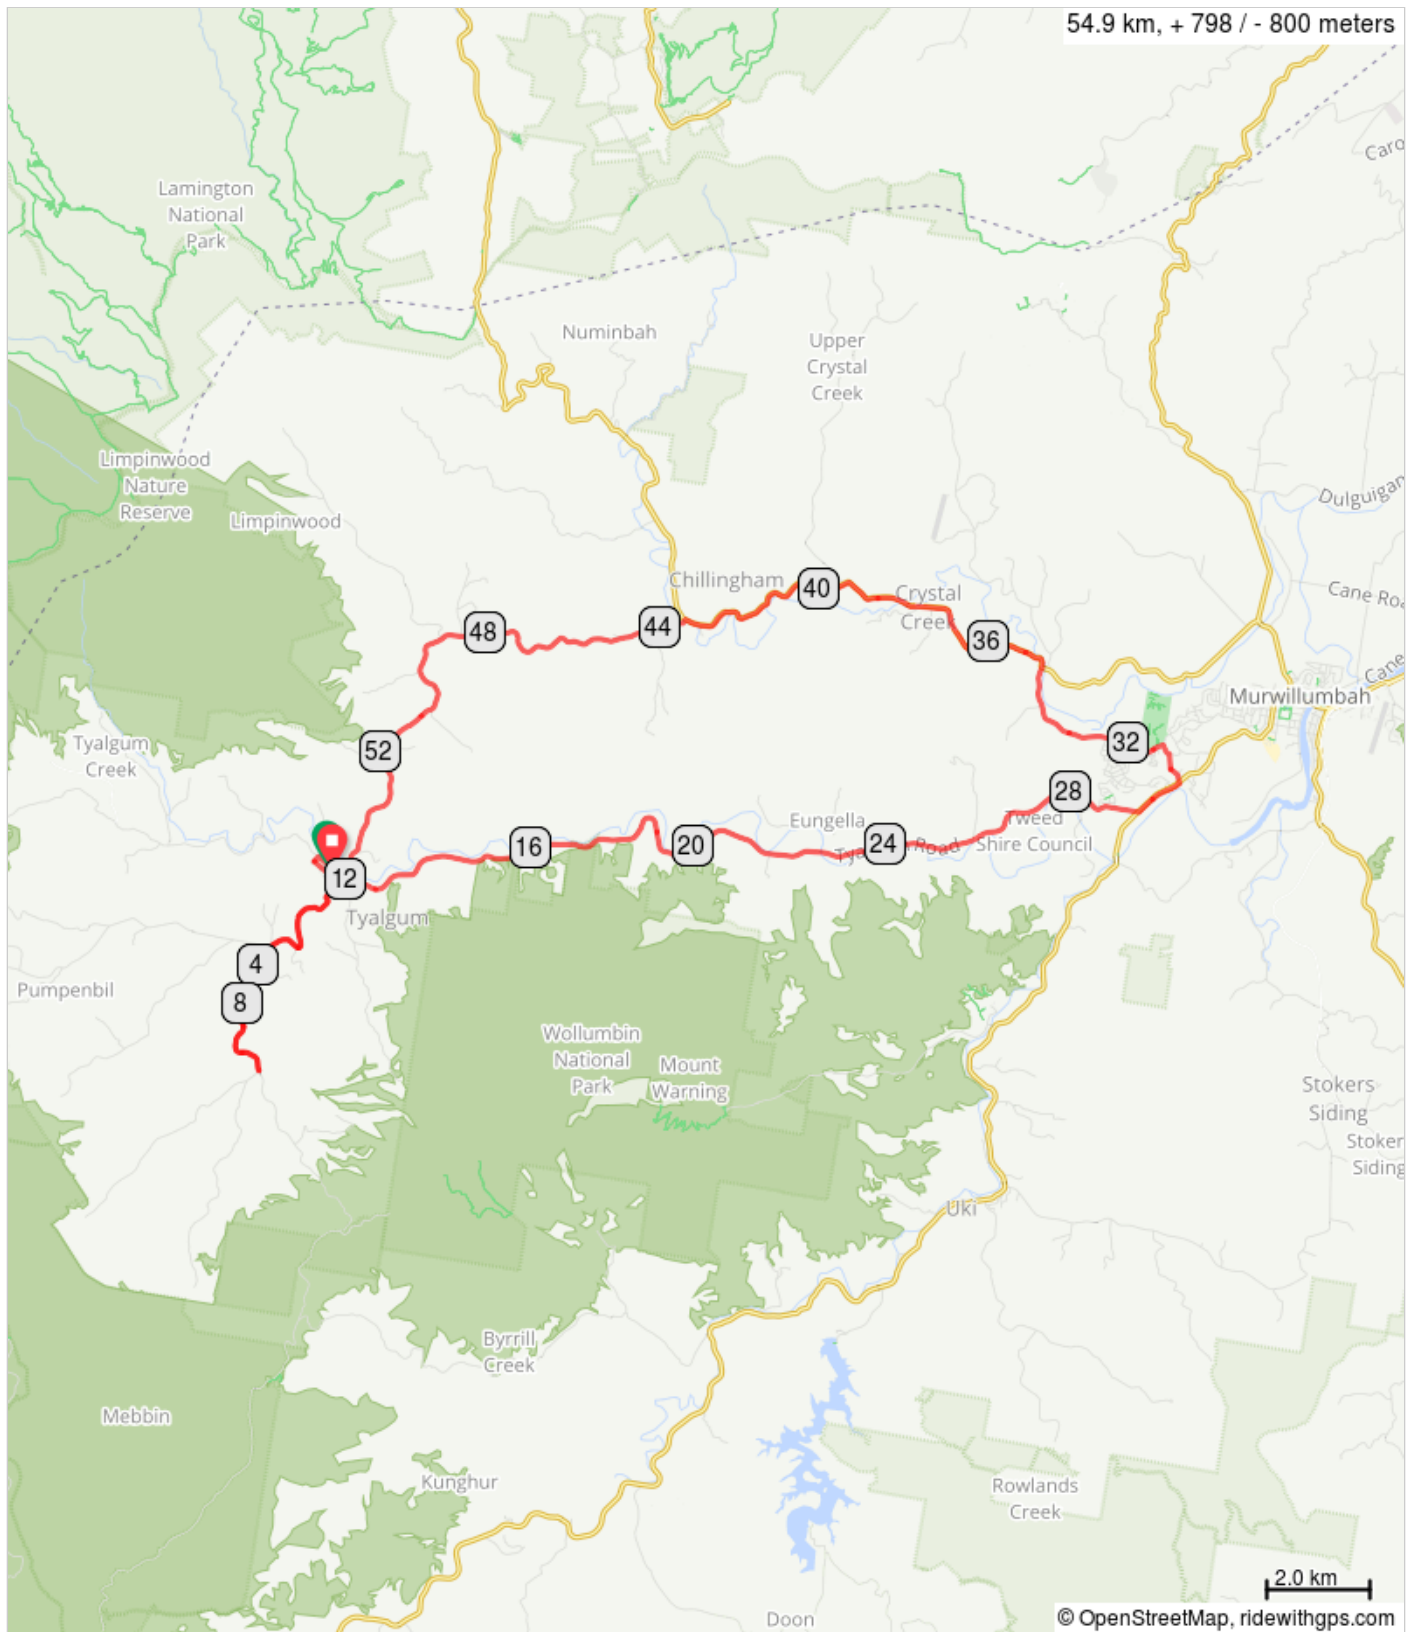 54.9 km, + 798 / - 800 meters
Caro
Lamington
National
Park
Numinbah
Upper
Crystal
Creek
Limpinwood
Nature
Reserve
Limpinwood
Dulguigan
Chillingham
40
Crystal
Creek
Cane Roa
44
48
36
Cane
Murwillumbah
Tyalgum
Creek
52
32
28
Eungella
Tweed
Shire Council
16
20
24
Road
12
Tyalgum
4
8
Pumpenbil
Wollumbin
National
Park
Mount
Warning
Stokers
Siding
Stoker
Siding
Uki
Byrrill
Creek
Mebbin
Kunghur
Rowlands
Creek
2.0 km
Doon
© OpenStreetMap, ridewithgps.com